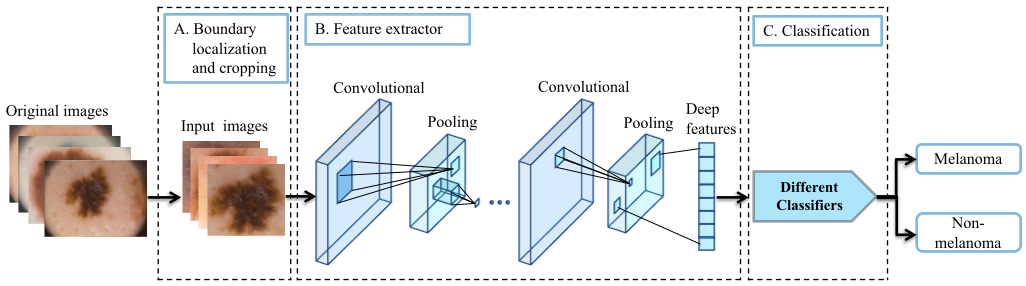 A. Boundary
localization
and cropping
B. Feature extractor
C. Classification
Original images
Input images
Convolutional
Pooling
Convolutional
Pooling
Deep
features
Different
Classifiers
Melanoma
Non-
melanoma